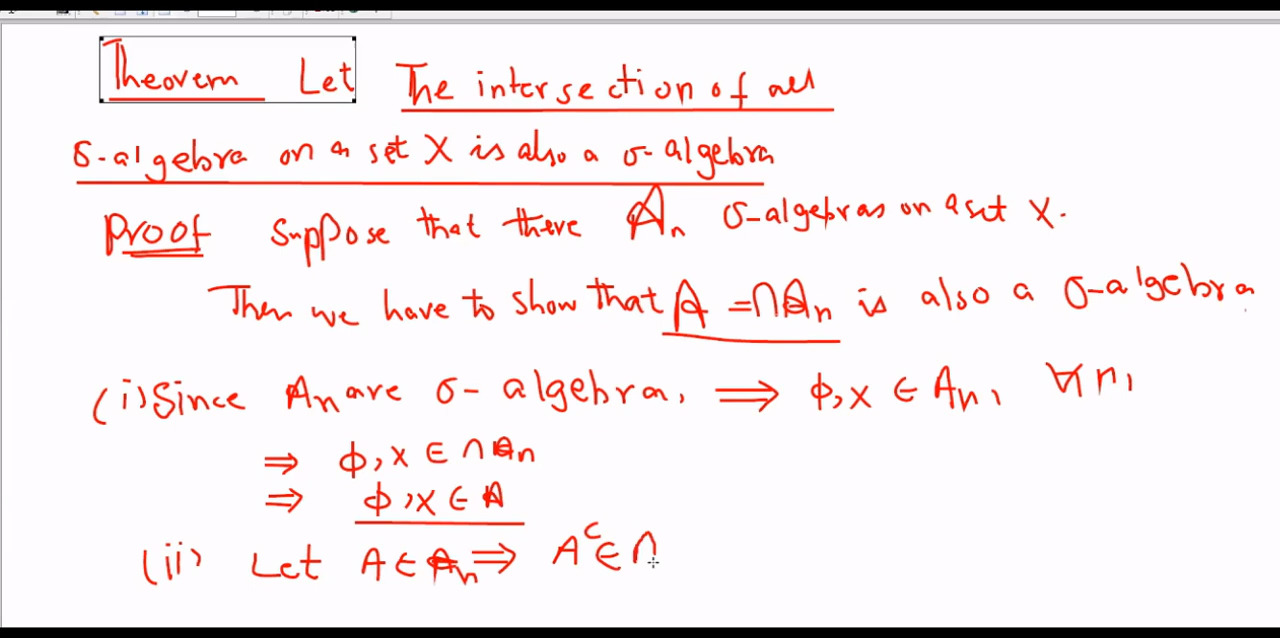 Theorem Let The intersection of all
σ-algebra on a set X is also a σ-algebra
Proof Suppose that there Aₙ σ-algebras on a set X.
Then we have to show that A = ∩Aₙ is also a σ-algebra
(i) Since Aₙ are σ-algebra, ⟹ ϕ, X ∈ Aₙ, ∀ n,
⇒ ϕ, X ∈ ∩ Aₙ
⇒ ϕ, X ∈ A
(ii) Let A ∈ Aₙ ⟹ Aᶜ ∈ ∩